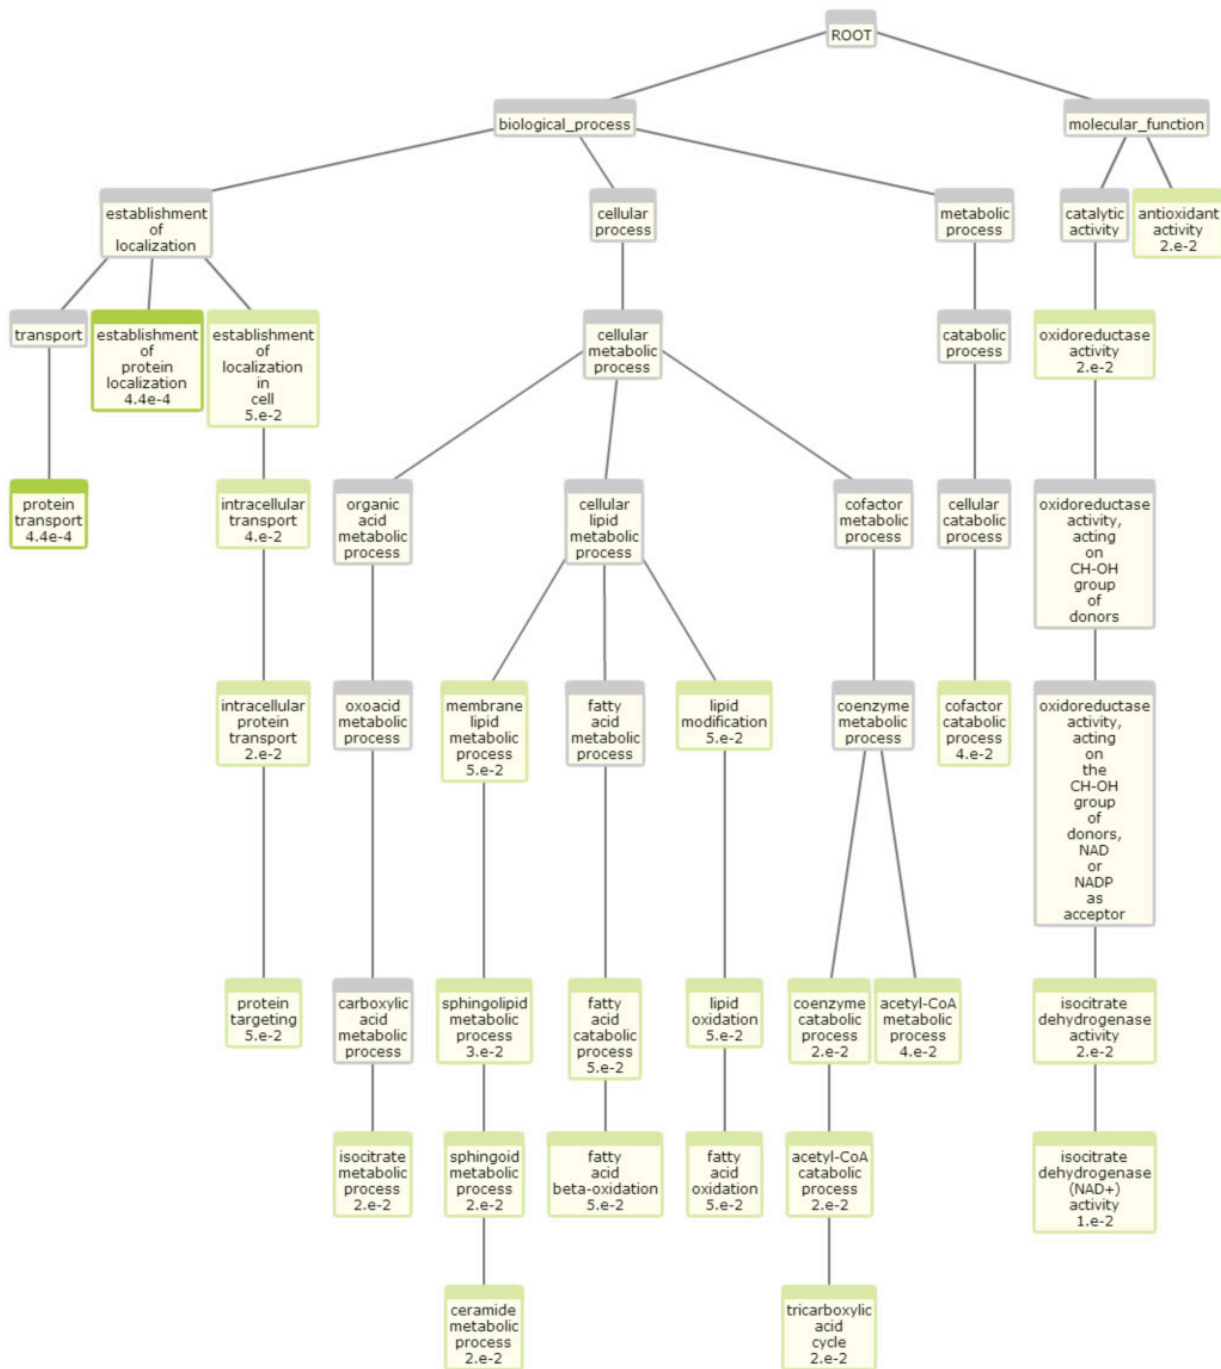 ROOT
biological_process
molecular_function
establishment
of
localization
cellular
process
metabolic
process
catalytic
activity
antioxidant
activity
2.e-2
transport
establishment
of
protein
localization
4.4e-4
establishment
of
localization
in
cell
5.e-2
cellular
metabolic
process
catabolic
process
oxidoreductase
activity
2.e-2
protein
transport
4.4e-4
intracellular
transport
4.e-2
organic
acid
metabolic
process
cellular
lipid
metabolic
process
cofactor
metabolic
process
cellular
catabolic
process
oxidoreductase
activity,
acting
on
CH-OH
group
of
donors
intracellular
protein
transport
2.e-2
oxoacid
metabolic
process
membrane
lipid
metabolic
process
5.e-2
fatty
acid
metabolic
process
lipid
modification
5.e-2
coenzyme
metabolic
process
cofactor
catabolic
process
4.e-2
oxidoreductase
activity,
acting
on
the
CH-OH
group
of
donors,
NAD
or
NADP
as
acceptor
protein
targeting
5.e-2
carboxylic
acid
metabolic
process
sphingolipid
metabolic
process
3.e-2
fatty
acid
catabolic
process
5.e-2
lipid
oxidation
5.e-2
coenzyme
catabolic
process
2.e-2
acetyl-CoA
metabolic
process
4.e-2
isocitrate
dehydrogenase
activity
2.e-2
isocitrate
metabolic
process
2.e-2
sphingoid
metabolic
process
2.e-2
fatty
acid
beta-oxidation
5.e-2
fatty
acid
oxidation
5.e-2
acetyl-CoA
catabolic
process
2.e-2
isocitrate
dehydrogenase
(NAD+)
activity
1.e-2
ceramide
metabolic
process
2.e-2
tricarboxylic
acid
cycle
2.e-2